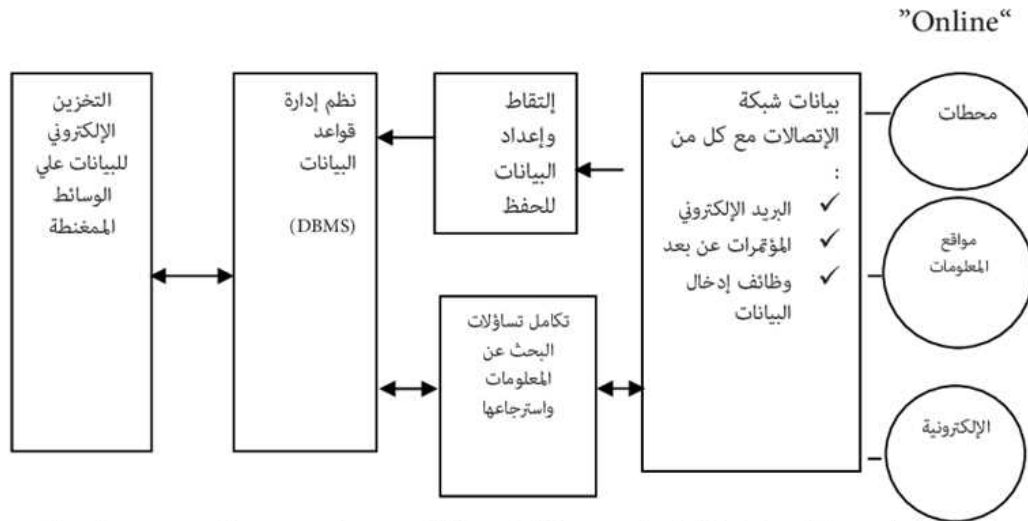 ”Online“
محطات
مواقع
المعلومات
الإلكترونية
بيانات شبكة
الإتصالات مع كل من
:
✓ البريد الإلكتروني
✓ المؤتمرات عن بعد
✓ وظائف إدخال
البيانات
إلتقاط
وإعداد
البيانات
للحفظ
تكامل تساؤلات
البحث عن
المعلومات
واسترجاعها
نظم إدارة
قواعد
البيانات
(DBMS)
التخزين
الإلكتروني
للبيانات علي
الوسائط
الممغنطة